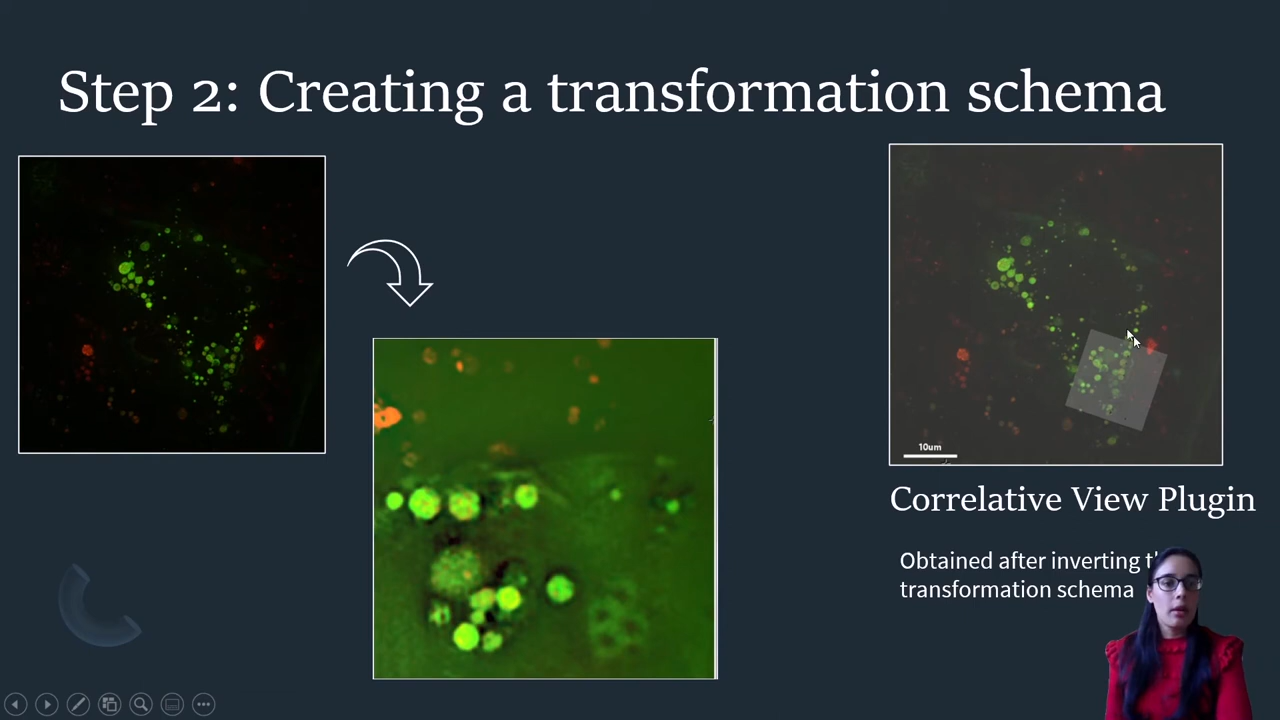 Step 2: Creating a transformation schema
10um
Correlative View Plugin
Obtained after inverting
transformation schema